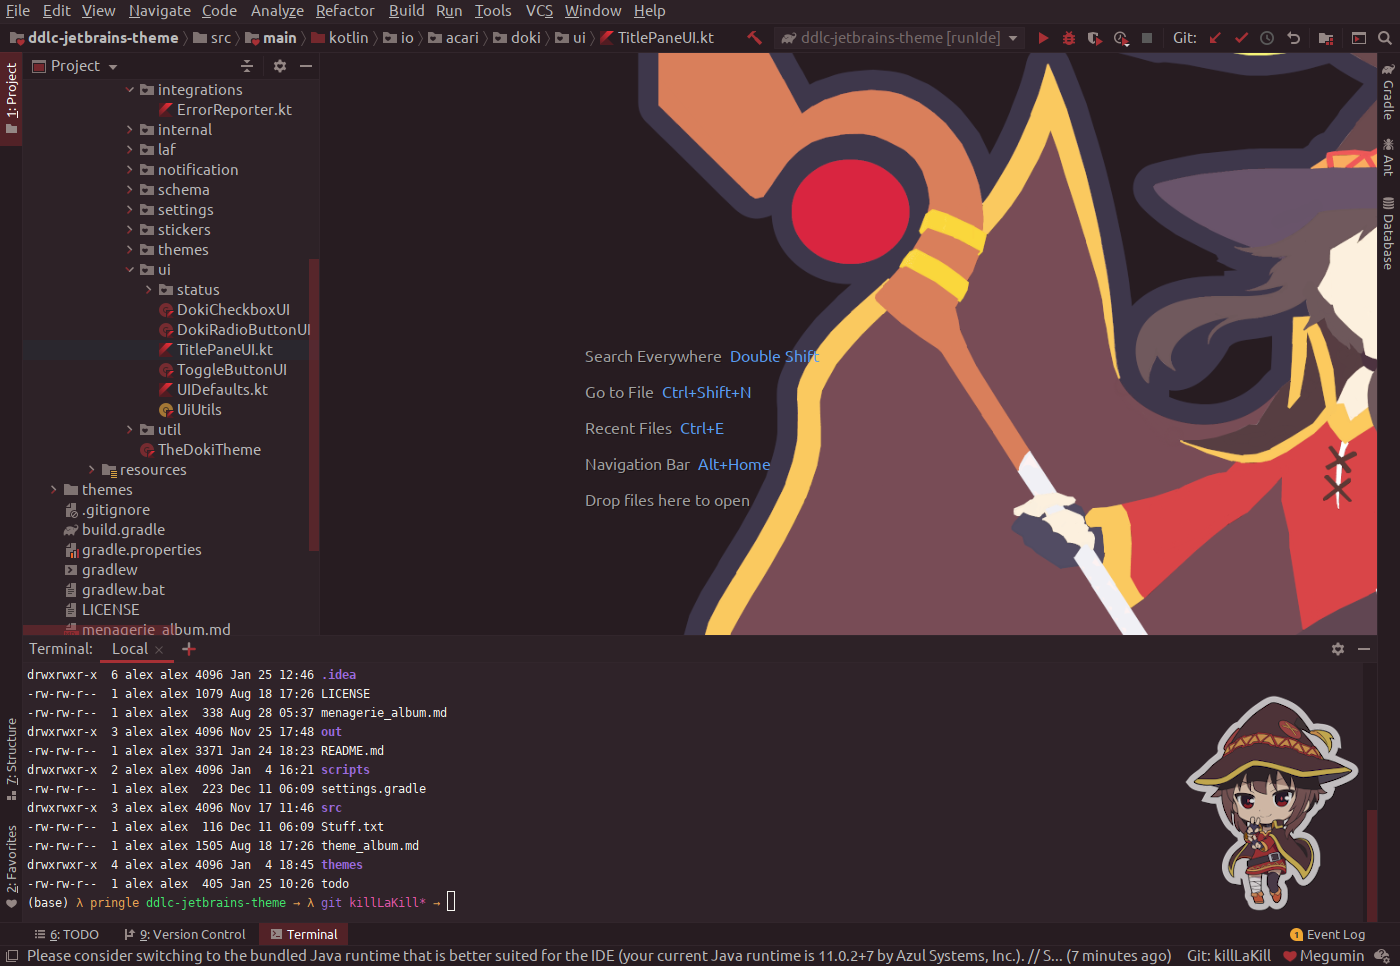 File Edit View Navigate Code Analyze Refactor Build Run Tools VCS Window Help
ddlc-jetbrains-theme src main kotlin io acari doki ui TitlePaneUI.kt ddlc-jetbrains-theme [runIde] Git:
1: Project
Project
integrations
ErrorReporter.kt
internal
laf
notification
schema
settings
stickers
themes
ui
status
DokiCheckboxUI
DokiRadioButtonUI
TitlePaneUI.kt
ToggleButtonUI
UIDefaults.kt
UiUtils
util
TheDokiTheme
resources
themes
.gitignore
build.gradle
gradle.properties
gradlew
gradlew.bat
LICENSE
menagerie_album.md
Search Everywhere Double Shift
Go to File Ctrl+Shift+N
Recent Files Ctrl+E
Navigation Bar Alt+Home
Drop files here to open
Gradle
Ant
Database
Terminal: Local
drwxrwxr-x 6 alex alex 4096 Jan 25 12:46 .idea
-rw-rw-r-- 1 alex alex 1079 Aug 18 17:26 LICENSE
-rw-rw-r-- 1 alex alex 338 Aug 28 05:37 menagerie_album.md
drwxrwxr-x 3 alex alex 4096 Nov 25 17:48 out
-rw-rw-r-- 1 alex alex 3371 Jan 24 18:23 README.md
drwxrwxr-x 2 alex alex 4096 Jan 4 16:21 scripts
-rw-rw-r-- 1 alex alex 223 Dec 11 06:09 settings.gradle
drwxrwxr-x 3 alex alex 4096 Nov 17 11:46 src
-rw-rw-r-- 1 alex alex 116 Dec 11 06:09 Stuff.txt
-rw-rw-r-- 1 alex alex 1505 Aug 18 17:26 theme_album.md
drwxrwxr-x 4 alex alex 4096 Jan 4 18:45 themes
-rw-rw-r-- 1 alex alex 405 Jan 25 10:26 todo
(base) λ pringle ddlc-jetbrains-theme → λ git killLaKill* →
7: Structure
2: Favorites
6: TODO 9: Version Control Terminal 1 Event Log
Please consider switching to the bundled Java runtime that is better suited for the IDE (your current Java runtime is 11.0.2+7 by Azul Systems, Inc.). // S... (7 minutes ago) Git: killLaKill Megumin